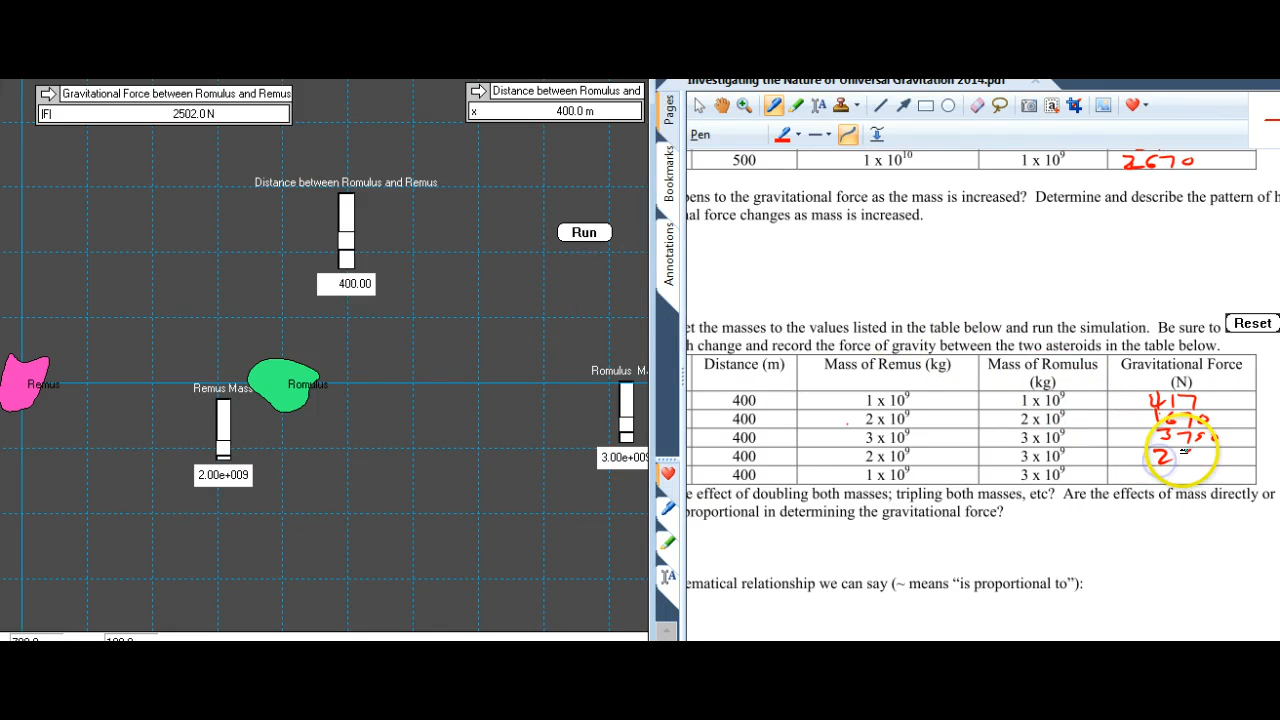 Gravitational Force between Romulus and Remus
|F| 2502.0 N
Distance between Romulus and
x 400.0 m
Distance between Romulus and Remus
400.00
Run
Remus
Remus Mass
Romulus
2.00e+009
Romulus M
3.00e+009
Investigating the Nature of Universal Gravitation 2014.pdf
Pages
Bookmarks
Annotations
Pen
500 1 x 10¹⁰ 1 x 10⁹ 2670
pens to the gravitational force as the mass is increased? Determine and describe the pattern of h
nal force changes as mass is increased.
et the masses to the values listed in the table below and run the simulation. Be sure to
Reset
h change and record the force of gravity between the two asteroids in the table below.
Distance (m) Mass of Remus (kg) Mass of Romulus (kg) Gravitational Force (N)
400 1 x 10⁹ 1 x 10⁹ 417
400 2 x 10⁹ 2 x 10⁹ 1670
400 3 x 10⁹ 3 x 10⁹ 3750
400 2 x 10⁹ 3 x 10⁹ 2
400 1 x 10⁹ 3 x 10⁹
e effect of doubling both masses; tripling both masses, etc? Are the effects of mass directly or
proportional in determining the gravitational force?
ematical relationship we can say (~ means “is proportional to”):